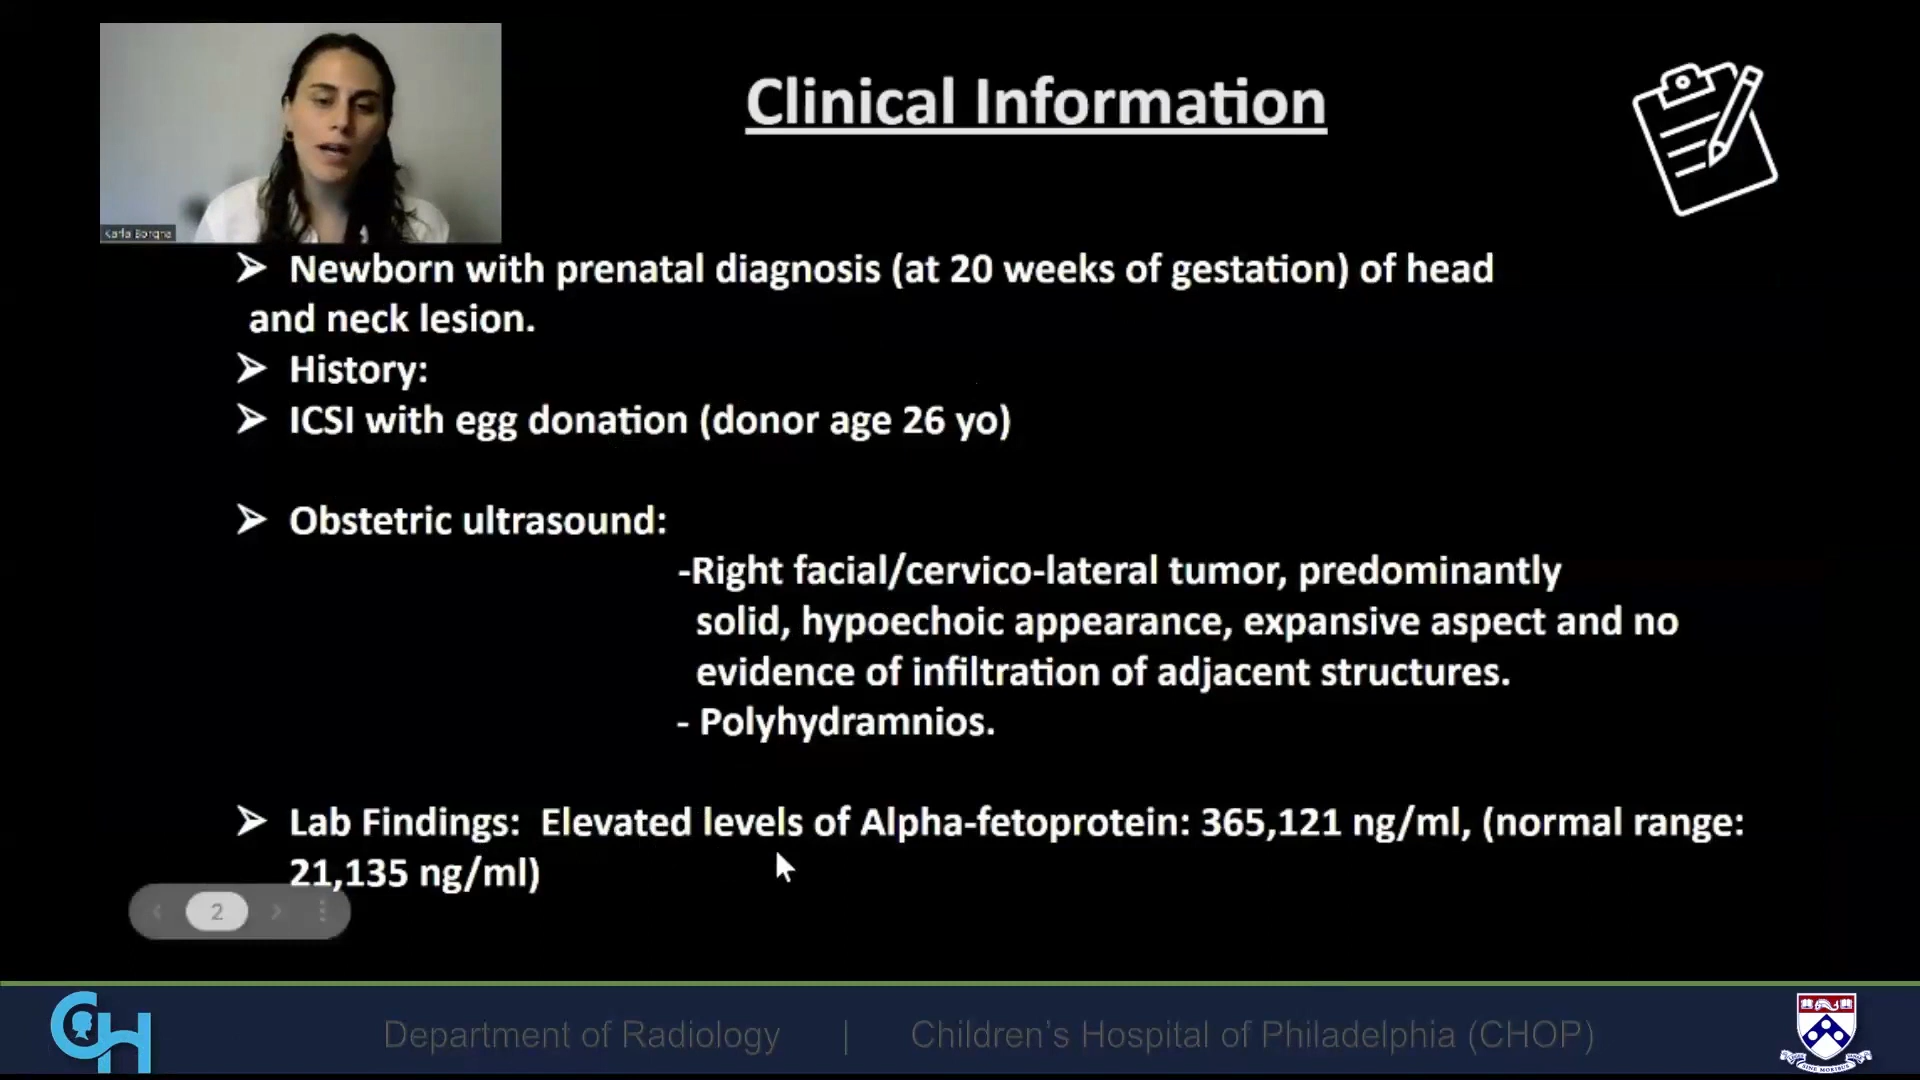 Clinical Information
Karla Borgna
➤ Newborn with prenatal diagnosis (at 20 weeks of gestation) of head
and neck lesion.
➤ History:
➤ ICSI with egg donation (donor age 26 yo)
➤ Obstetric ultrasound:
-Right facial/cervico-lateral tumor, predominantly
solid, hypoechoic appearance, expansive aspect and no
evidence of infiltration of adjacent structures.
- Polyhydramnios.
➤ Lab Findings: Elevated levels of Alpha-fetoprotein: 365,121 ng/ml, (normal range:
21,135 ng/ml)
2
CH
Department of Radiology | Children's Hospital of Philadelphia (CHOP)